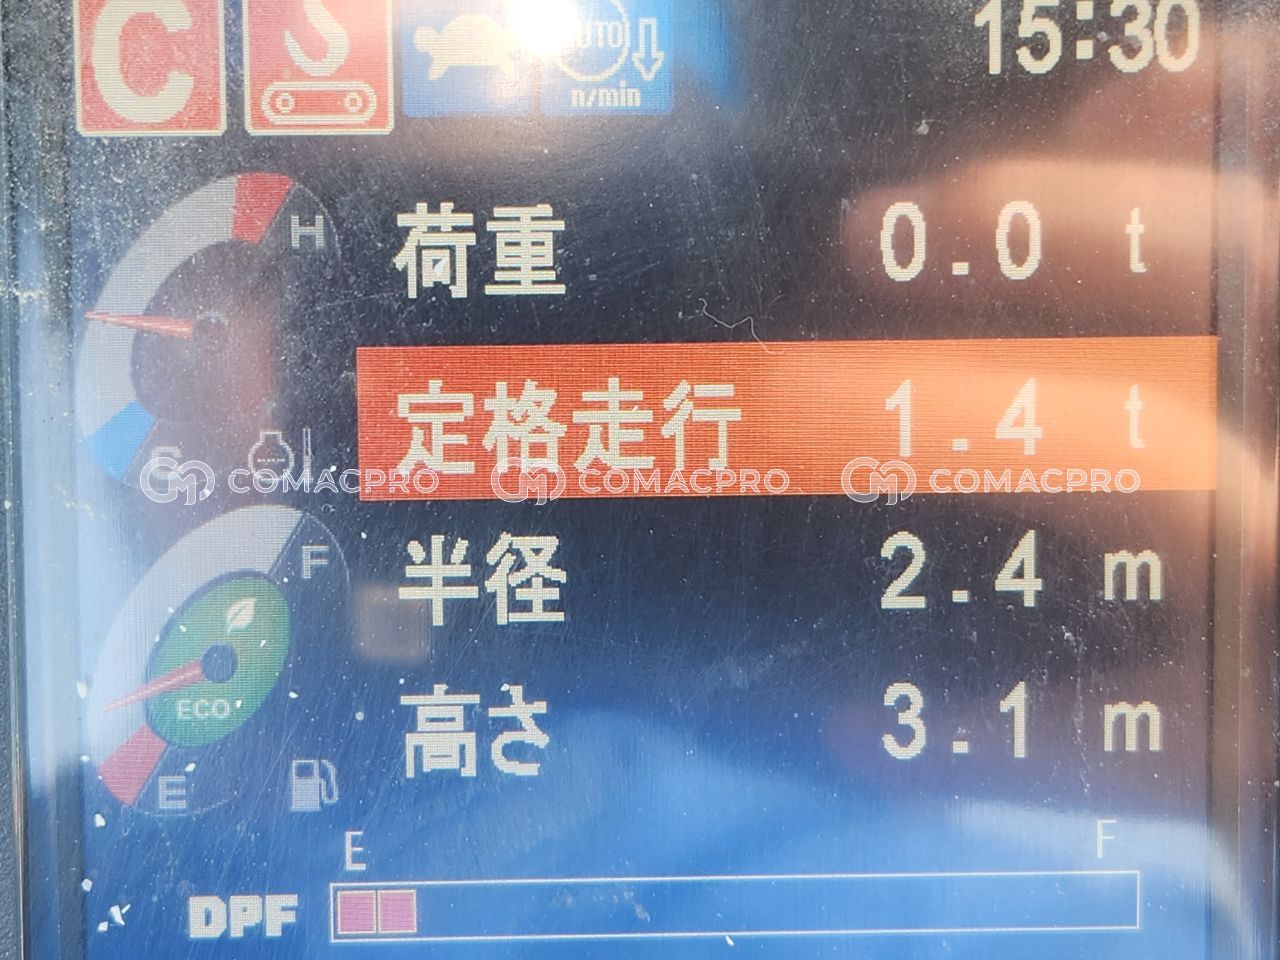 C
AUTO
n/min
15:30
H
荷重 0.0 t
定格走行 1.4 t
COMACPRO COMACPRO COMACPRO
F
半径 2.4 m
ECO
高さ 3.1 m
E
E F
DPF